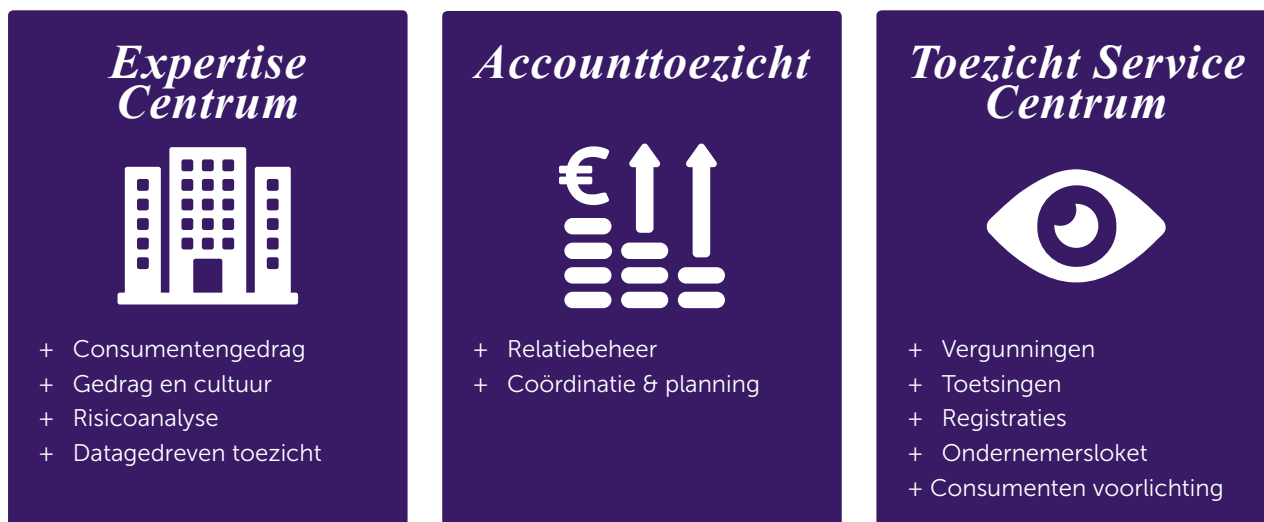 Expertise
Centrum
+ Consumentengedrag
+ Gedrag en cultuur
+ Risicoanalyse
+ Datagedreven toezicht
Accounttoezicht
€
+ Relatiebeheer
+ Coördinatie & planning
Toezicht Service
Centrum
+ Vergunningen
+ Toetsingen
+ Registraties
+ Ondernemersloket
+ Consumenten voorlichting